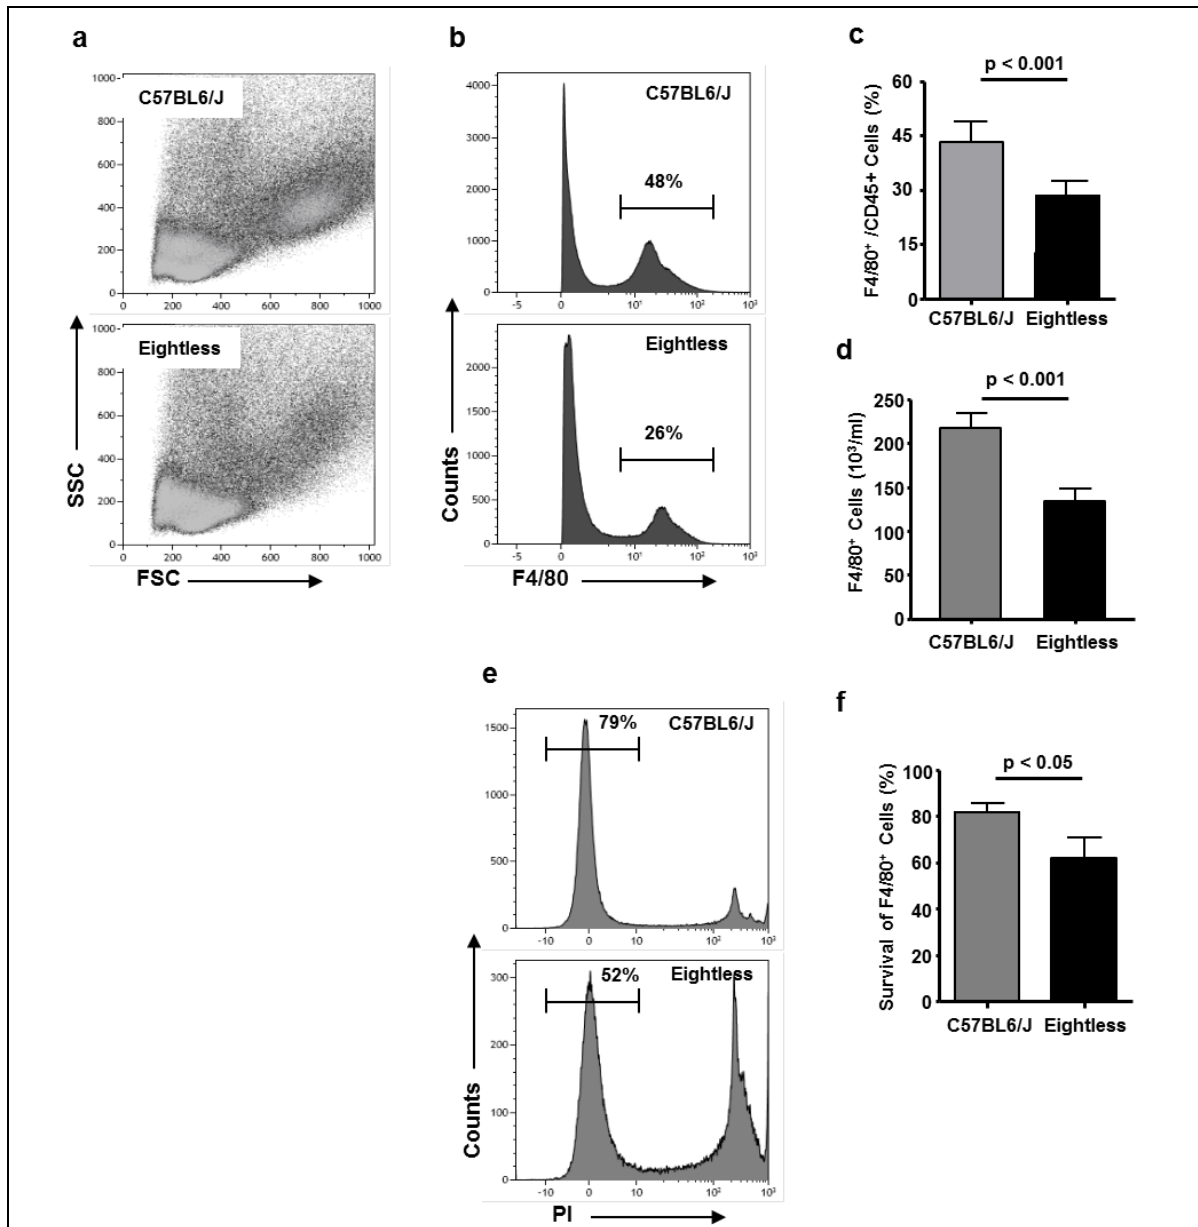 a
1000
800
600
400
200
0
C57BL6/J
0 200 400 600 800 1000
1000
800
600
400
200
0
Eightless
0 200 400 600 800 1000
SSC
FSC
b
4000
3000
2000
1000
0
C57BL6/J
48%
-5 0 10¹ 10² 10³
2000
1500
1000
500
0
Eightless
26%
-5 0 10¹ 10² 10³
Counts
F4/80
c
p < 0.001
60
45
30
15
0
F4/80⁺ /CD45+ Cells (%)
C57BL6/J Eightless
d
p < 0.001
250
200
150
100
50
0
F4/80⁺ Cells (10³/ml)
C57BL6/J Eightless
e
1500
1000
500
0
79%
C57BL6/J
-10 0 10 10² 10³
300
200
100
0
52%
Eightless
-10 0 10 10² 10³
Counts
PI
f
p < 0.05
100
80
60
40
20
0
Survival of F4/80⁺ Cells (%)
C57BL6/J Eightless